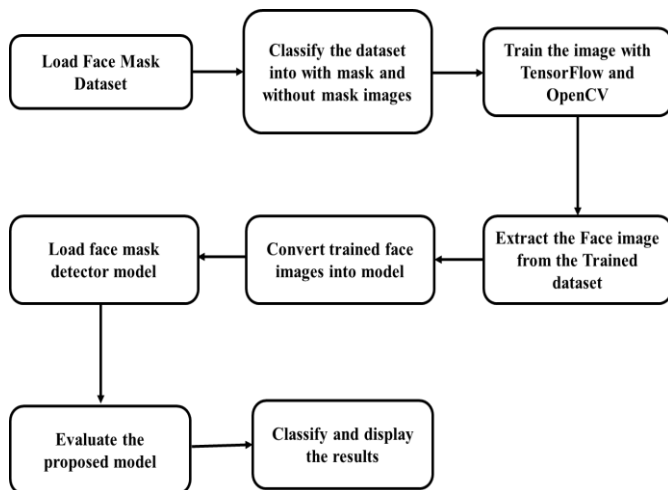 Load Face Mask
Dataset
Classify the dataset
into with mask and
without mask images
Train the image with
TensorFlow and
OpenCV
Extract the Face image
from the Trained
dataset
Convert trained face
images into model
Load face mask
detector model
Evaluate the
proposed model
Classify and display
the results